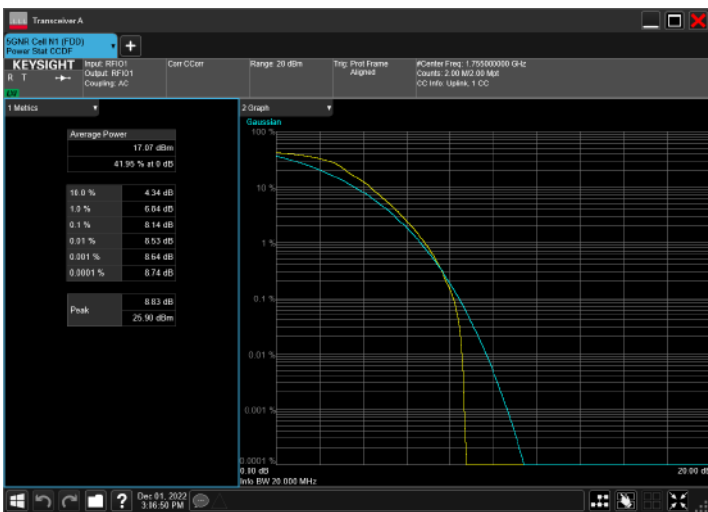 Transceiver A
5GNR Cell N1 (FDD)
Power Stat CCDF
KEYSIGHT
R T
Input: RFIO1
Output: RFIO1
Coupling: AC
Corr CCorr
Range: 20 dBm
Trig: Prot Frame
Aligned
#Center Freq: 1.755000000 GHz
Counts: 2.00 M/2.00 Mpt
CC Info: Uplink, 1 CC
1 Metrics
2 Graph
Average Power
17.07 dBm
41.95 % at 0 dB
10.0 % 4.34 dB
1.0 % 6.64 dB
0.1 % 8.14 dB
0.01 % 8.53 dB
0.001 % 8.64 dB
0.0001 % 8.74 dB
Peak
8.83 dB
25.90 dBm
Gaussian
100 %
10 %
1 %
0.1 %
0.01 %
0.001 %
0.0001 %
0.00 dB
20.00 dB
Info BW 20.000 MHz
Dec 01, 2022
3:16:50 PM